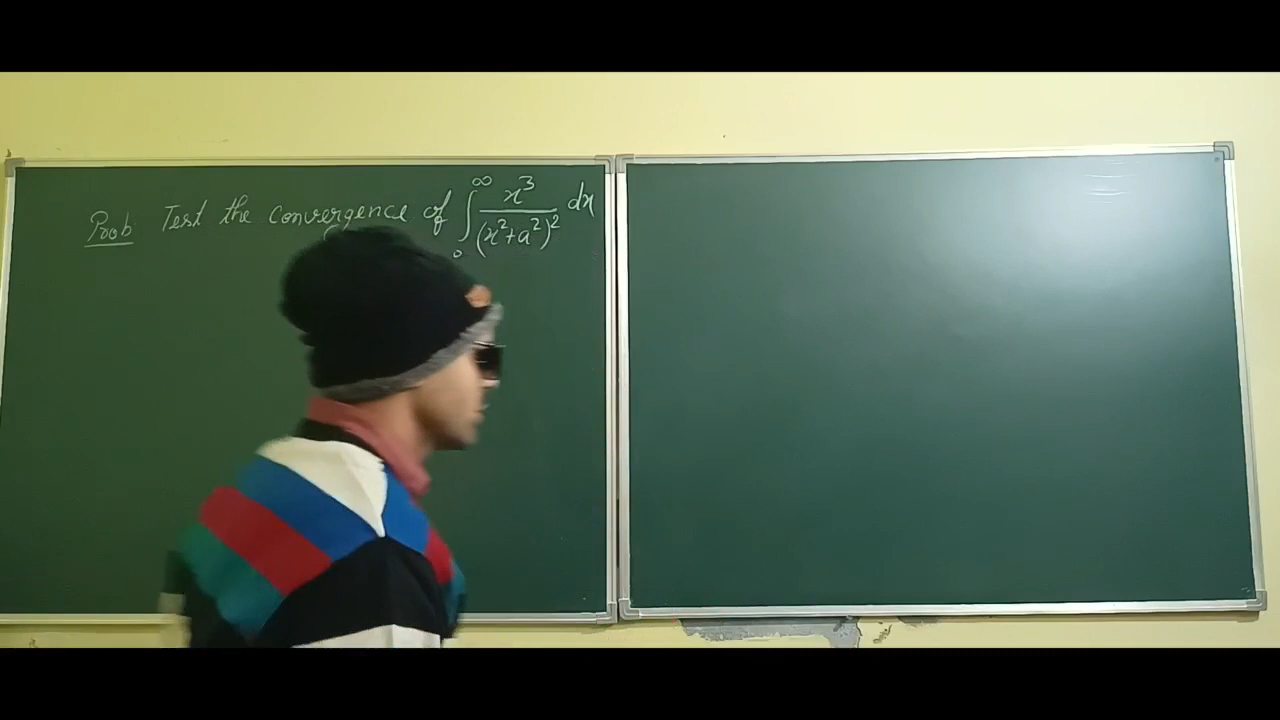 Prob: Test the convergence of ∫₀^∞ x³/(x²+a²)² dx